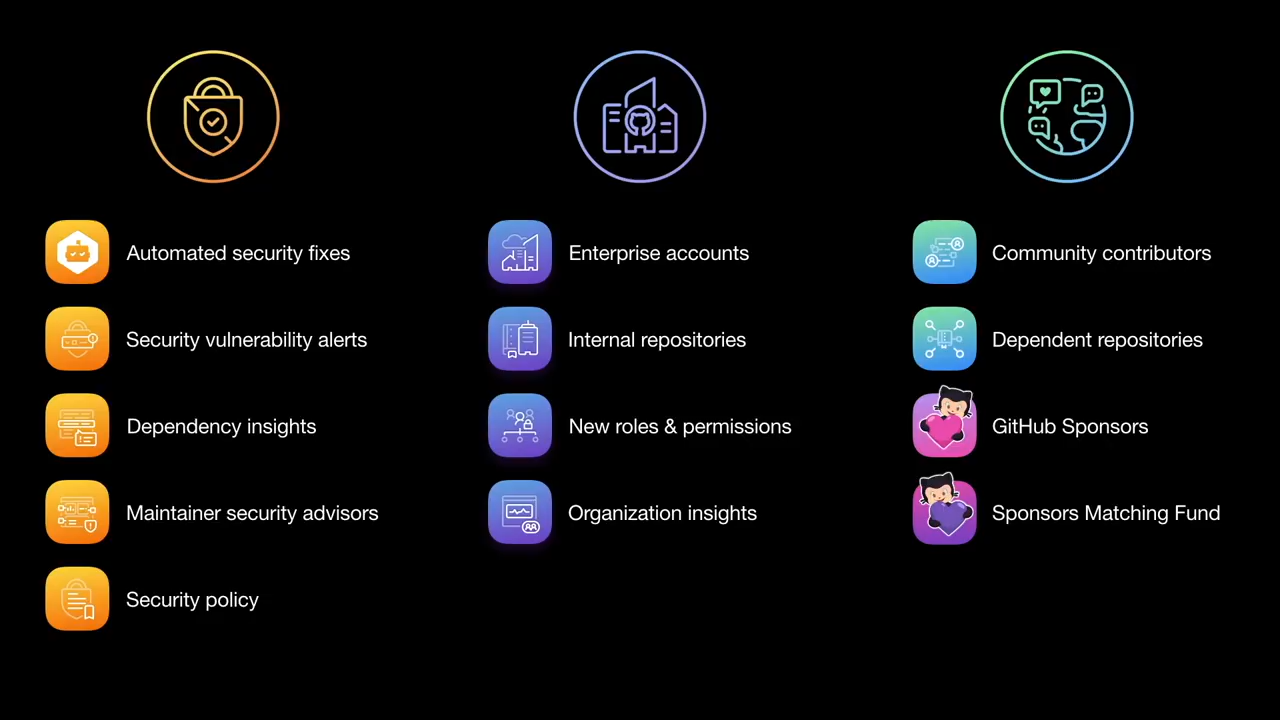 Automated security fixes
Security vulnerability alerts
Dependency insights
Maintainer security advisors
Security policy
Enterprise accounts
Internal repositories
New roles & permissions
Organization insights
Community contributors
Dependent repositories
GitHub Sponsors
Sponsors Matching Fund